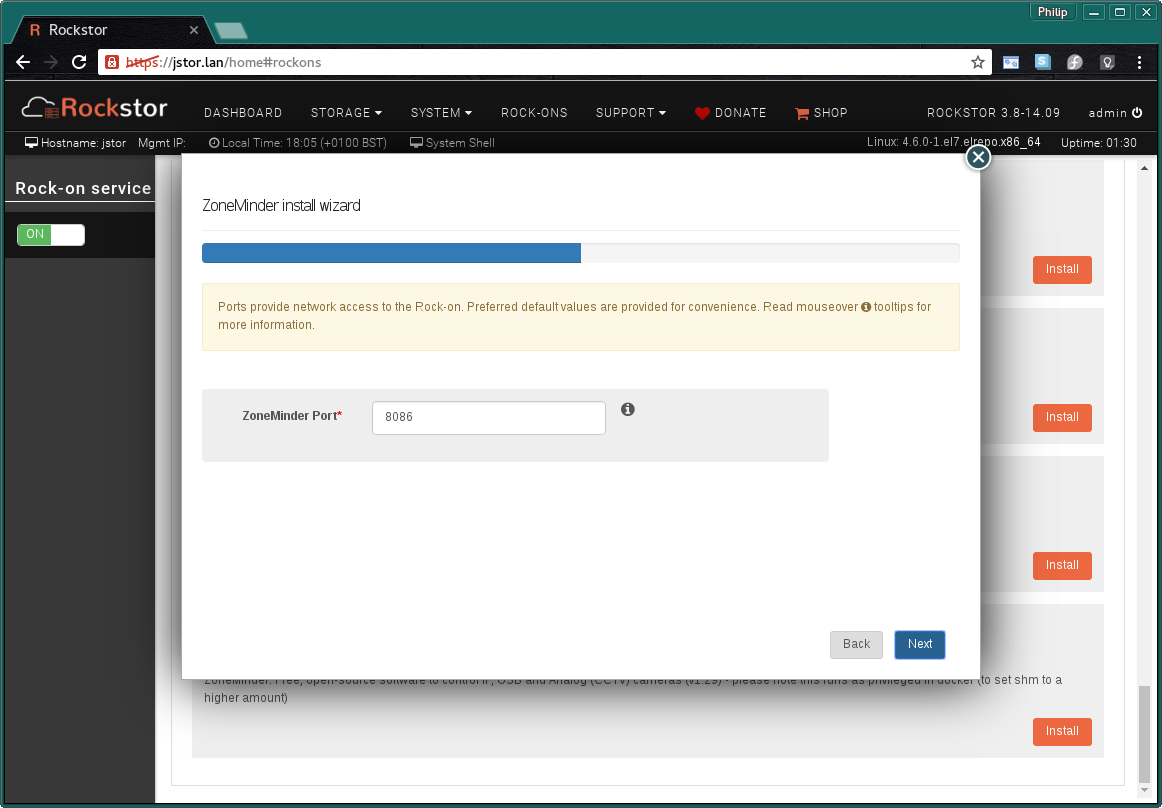 Philip
R Rockstor
https://jstor.lan/home#rockons
Rockstor DASHBOARD STORAGE SYSTEM ROCK-ONS SUPPORT DONATE SHOP ROCKSTOR 3.8-14.09 admin
Hostname: jstor Mgmt IP: Local Time: 18:05 (+0100 BST) System Shell Linux: 4.6.0-1.el7.elrepo.x86_64 Uptime: 01:30
Rock-on service
ON
ZoneMinder install wizard
Ports provide network access to the Rock-on. Preferred default values are provided for convenience. Read mouseover tooltips for
more information.
Install
ZoneMinder Port* 8086
Install
Install
Back Next
ZoneMinder. Free, open-source software to control IP, USB and Analog (CCTV) cameras (v1.29) - please note this runs as privileged in docker (to set shm to a
higher amount)
Install